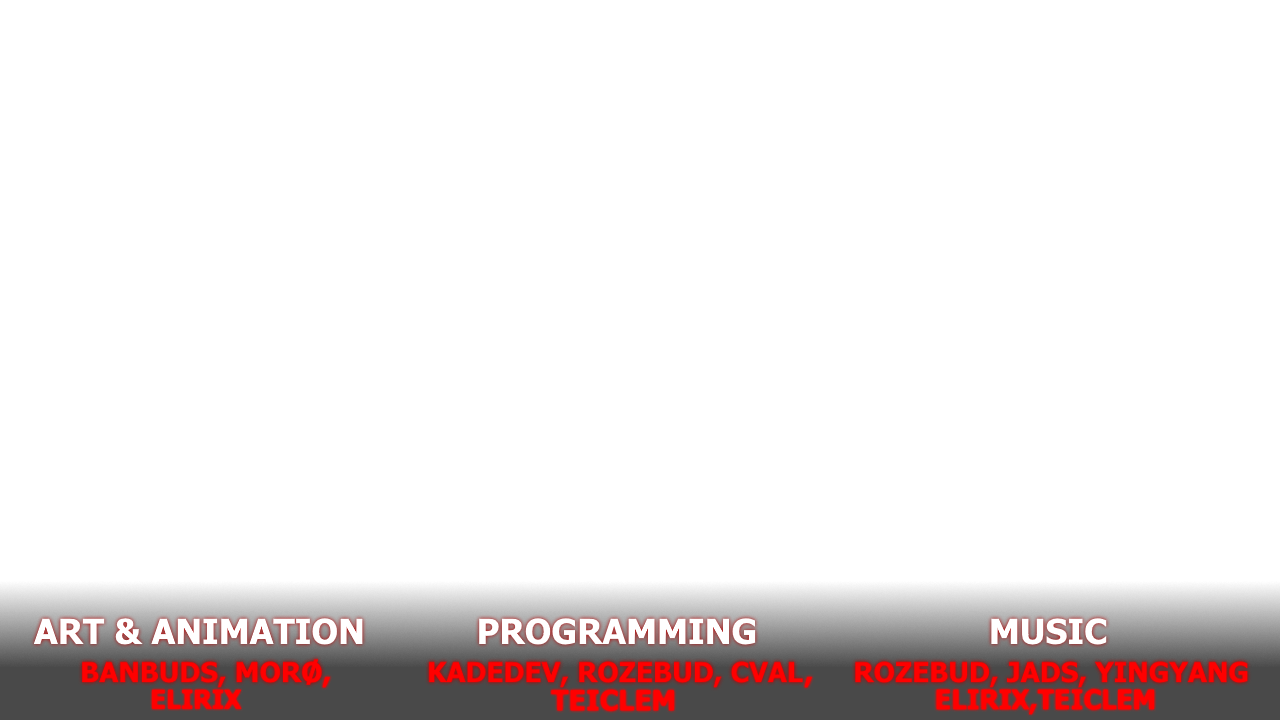 ART & ANIMATION
BANBUDS, MORØ,
ELIRIX
PROGRAMMING
KADEDEV, ROZEBUD, CVAL,
TEICLEM
MUSIC
ROZEBUD, JADS, YINGYANG
ELIRIX,TEICLEM